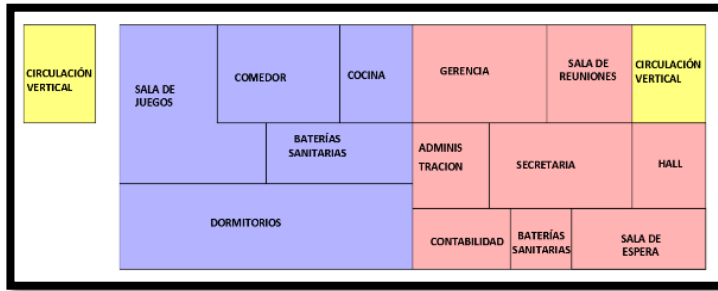 CIRCULACIÓN
VERTICAL
SALA DE
JUEGOS
COMEDOR
COCINA
GERENCIA
SALA DE
REUNIONES
CIRCULACIÓN
VERTICAL
BATERÍAS
SANITARIAS
ADMINIS
TRACION
SECRETARIA
HALL
DORMITORIOS
CONTABILIDAD
BATERÍAS
SANITARIAS
SALA DE
ESPERA